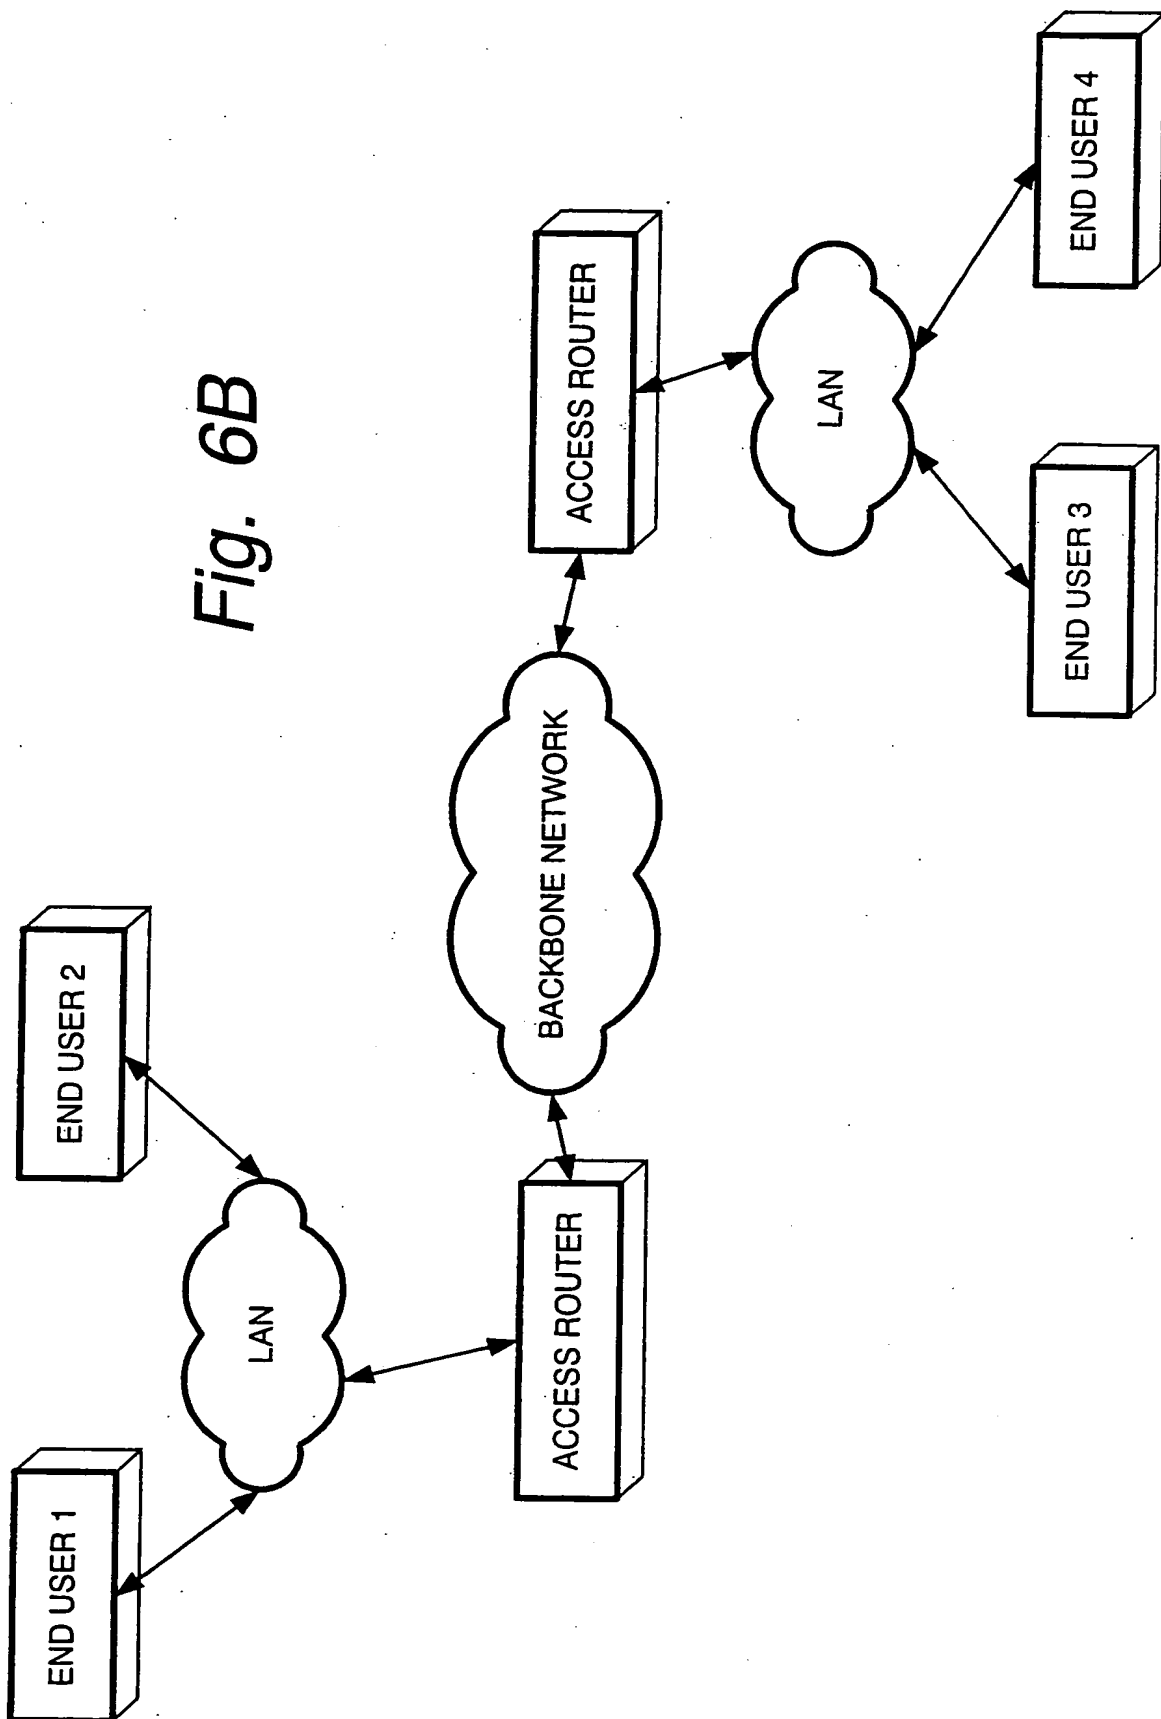 Fig. 6B
END USER 1
END USER 2
LAN
ACCESS ROUTER
BACKBONE NETWORK
ACCESS ROUTER
LAN
END USER 3
END USER 4